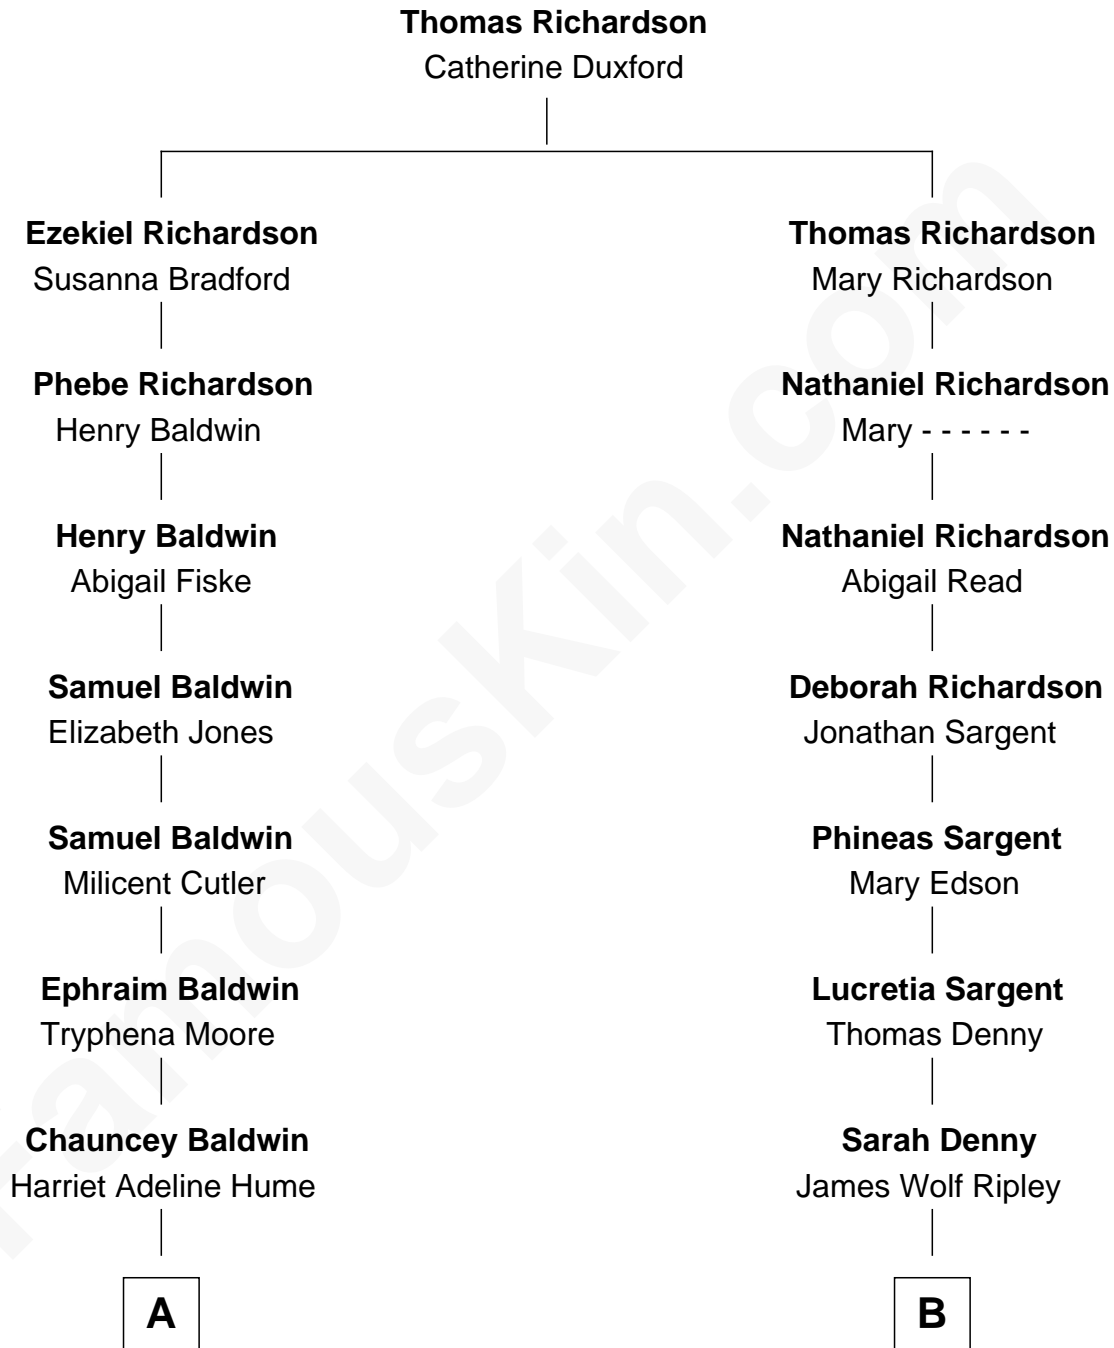 Thomas Richardson
Catherine Duxford
Ezekiel Richardson
Susanna Bradford
Thomas Richardson
Mary Richardson
Phebe Richardson
Henry Baldwin
Nathaniel Richardson
Mary - - - - - -
Henry Baldwin
Abigail Fiske
Nathaniel Richardson
Abigail Read
Samuel Baldwin
Elizabeth Jones
Deborah Richardson
Jonathan Sargent
Samuel Baldwin
Milicent Cutler
Phineas Sargent
Mary Edson
Ephraim Baldwin
Tryphena Moore
Lucretia Sargent
Thomas Denny
Chauncey Baldwin
Harriet Adeline Hume
Sarah Denny
James Wolf Ripley
A
B
FamousKin.com